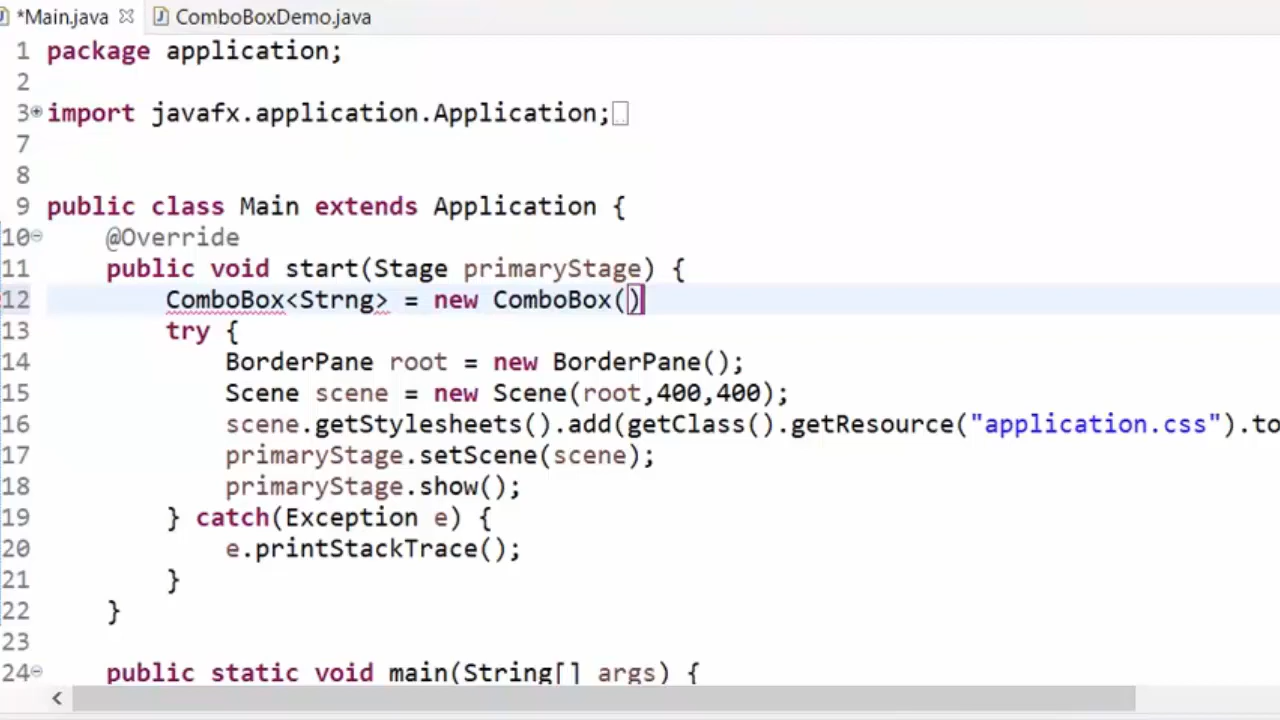 *Main.java ComboBoxDemo.java
1 package application;
2
3 import javafx.application.Application;
7
8
9 public class Main extends Application {
10 @Override
11 public void start(Stage primaryStage) {
12 ComboBox<Strng> = new ComboBox()
13 try {
14 BorderPane root = new BorderPane();
15 Scene scene = new Scene(root,400,400);
16 scene.getStylesheets().add(getClass().getResource("application.css").to
17 primaryStage.setScene(scene);
18 primaryStage.show();
19 } catch(Exception e) {
20 e.printStackTrace();
21 }
22 }
23
24 public static void main(String[] args) {